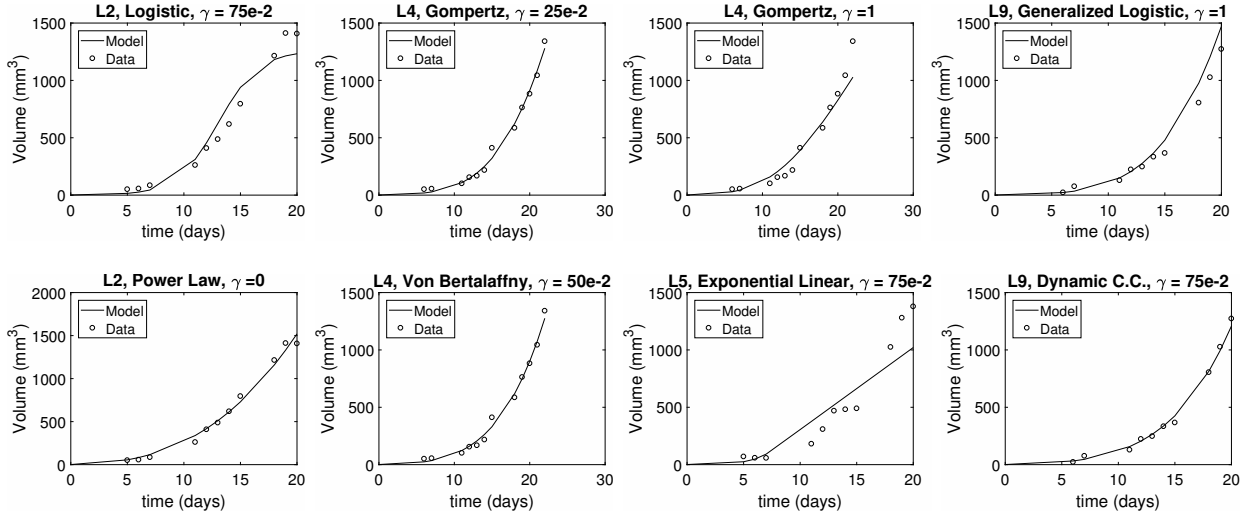 L2, Logistic, γ = 75e-2
Model
Data
Volume (mm³)
1500
1000
500
0
0 5 10 15 20
time (days)
L4, Gompertz, γ = 25e-2
Model
Data
Volume (mm³)
1500
1000
500
0
0 10 20 30
time (days)
L4, Gompertz, γ =1
Model
Data
Volume (mm³)
1500
1000
500
0
0 10 20 30
time (days)
L9, Generalized Logistic, γ =1
Model
Data
Volume (mm³)
1500
1000
500
0
0 5 10 15 20
time (days)
L2, Power Law, γ =0
Model
Data
Volume (mm³)
2000
1500
1000
500
0
0 5 10 15 20
time (days)
L4, Von Bertalaffny, γ = 50e-2
Model
Data
Volume (mm³)
1500
1000
500
0
0 10 20 30
time (days)
L5, Exponential Linear, γ = 75e-2
Model
Data
Volume (mm³)
1500
1000
500
0
0 5 10 15 20
time (days)
L9, Dynamic C.C., γ = 75e-2
Model
Data
Volume (mm³)
1500
1000
500
0
0 5 10 15 20
time (days)